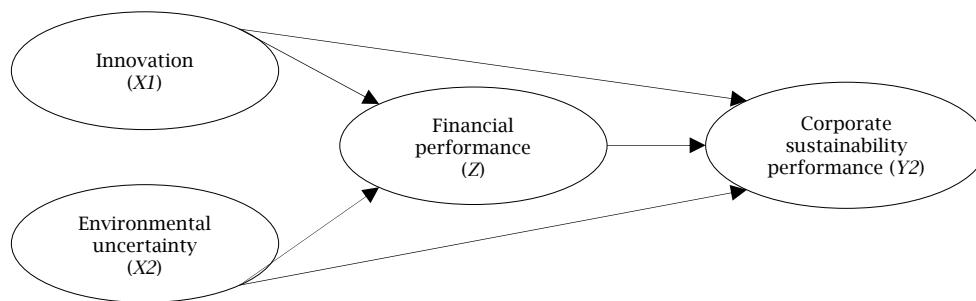 Innovation
(X1)
Financial
performance
(Z)
Corporate
sustainability
performance (Y2)
Environmental
uncertainty
(X2)